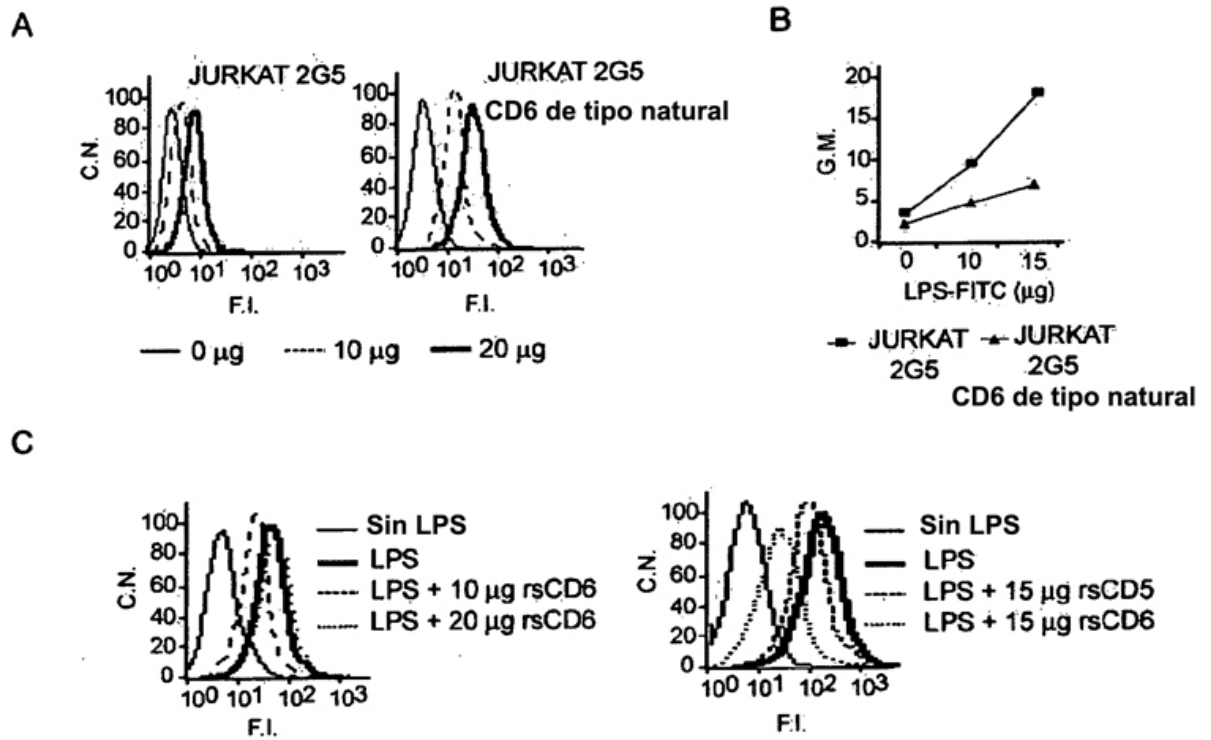 A
JURKAT 2G5
C.N.
100
80
60
40
20
0
10⁰ 10¹ 10² 10³
F.I.
JURKAT 2G5
CD6 de tipo natural
100
80
60
40
20
0
10⁰ 10¹ 10² 10³
F.I.
0 µg 10 µg 20 µg
B
G.M.
20
15
10
5
0
0 10 15
LPS-FITC (µg)
JURKAT 2G5
JURKAT 2G5
CD6 de tipo natural
C
C.N.
100
80
60
40
20
0
10⁰ 10¹ 10² 10³
F.I.
Sin LPS
LPS
LPS + 10 µg rsCD6
LPS + 20 µg rsCD6
C.N.
100
80
60
40
20
0
10⁰ 10¹ 10² 10³
F.I.
Sin LPS
LPS
LPS + 15 µg rsCD5
LPS + 15 µg rsCD6